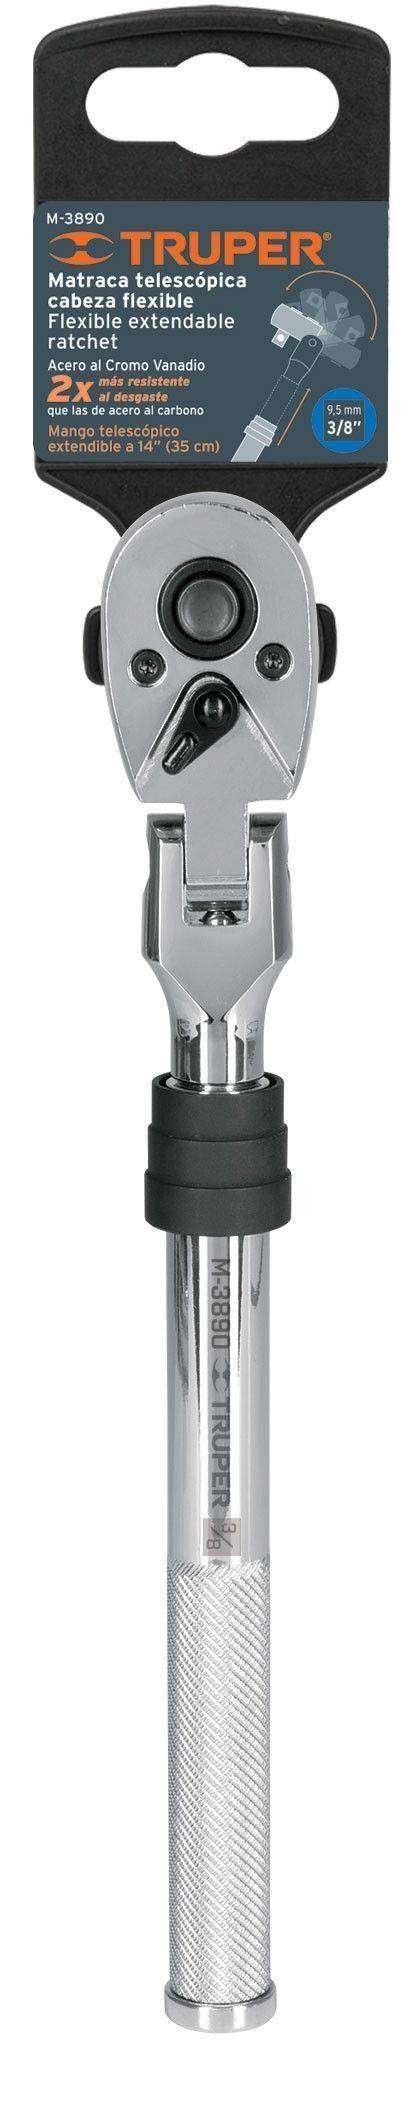 M-3890
TRUPER®
Matraca telescópica
cabeza flexible
Flexible extendable
ratchet
Acero al Cromo Vanadio
2x más resistente
al desgaste
que las de acero al carbono
Mango telescópico
extendible a 14” (35 cm)
9,5 mm
3/8”
M-3890 TRUPER 3/8